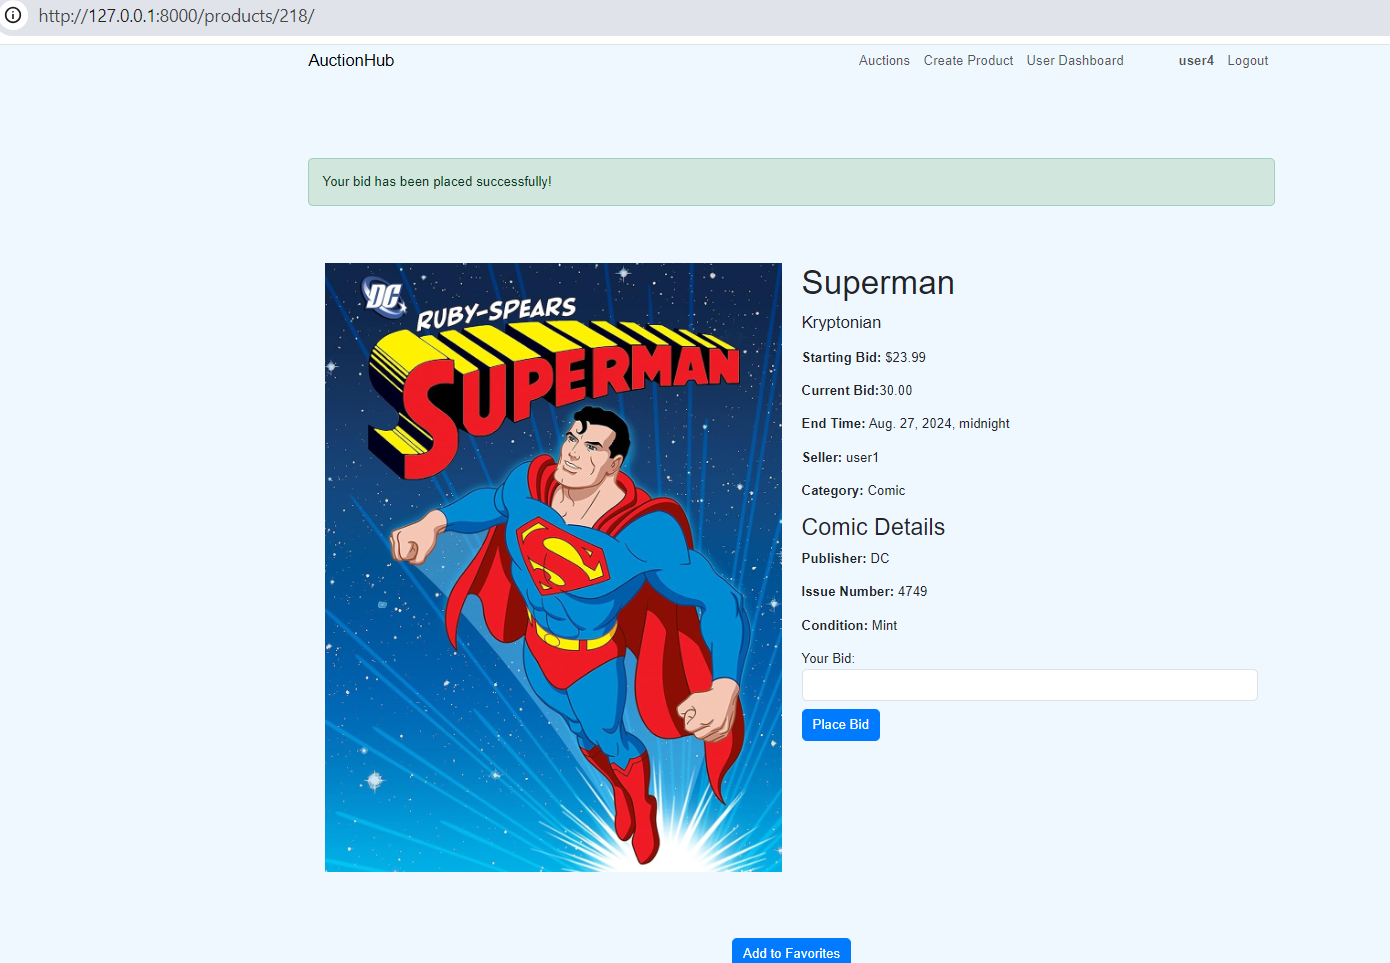 http://127.0.0.1:8000/products/218/
AuctionHub
Auctions Create Product User Dashboard user4 Logout
Your bid has been placed successfully!
DC
RUBY-SPEARS
SUPERMAN
S
Superman
Kryptonian
Starting Bid: $23.99
Current Bid:30.00
End Time: Aug. 27, 2024, midnight
Seller: user1
Category: Comic
Comic Details
Publisher: DC
Issue Number: 4749
Condition: Mint
Your Bid:
Place Bid
Add to Favorites